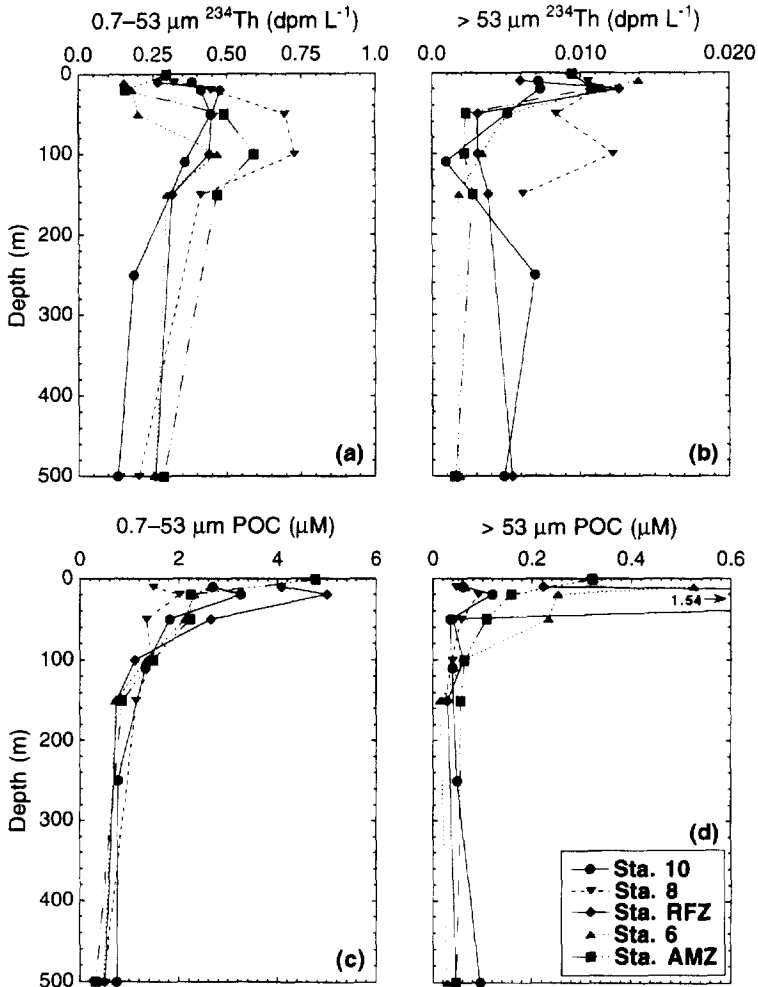 0.7–53 µm ²³⁴Th (dpm L⁻¹)
0.0 0.25 0.50 0.75 1.0
> 53 µm ²³⁴Th (dpm L⁻¹)
0.000 0.010 0.020
0
100
200
300
400
500
Depth (m)
(a)
(b)
0.7–53 µm POC (µM)
0 2 4 6
> 53 µm POC (µM)
0 0.2 0.4 0.6
0
100
200
300
400
500
Depth (m)
1.54
(c)
(d)
Sta. 10
Sta. 8
Sta. RFZ
Sta. 6
Sta. AMZ